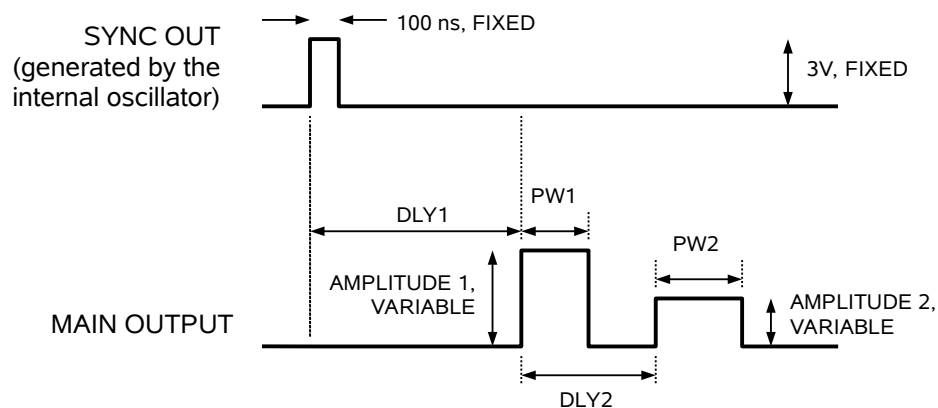 100 ns, FIXED
SYNC OUT
(generated by the
internal oscillator)
3V, FIXED
DLY1
PW1
PW2
AMPLITUDE 1,
VARIABLE
AMPLITUDE 2,
VARIABLE
MAIN OUTPUT
DLY2